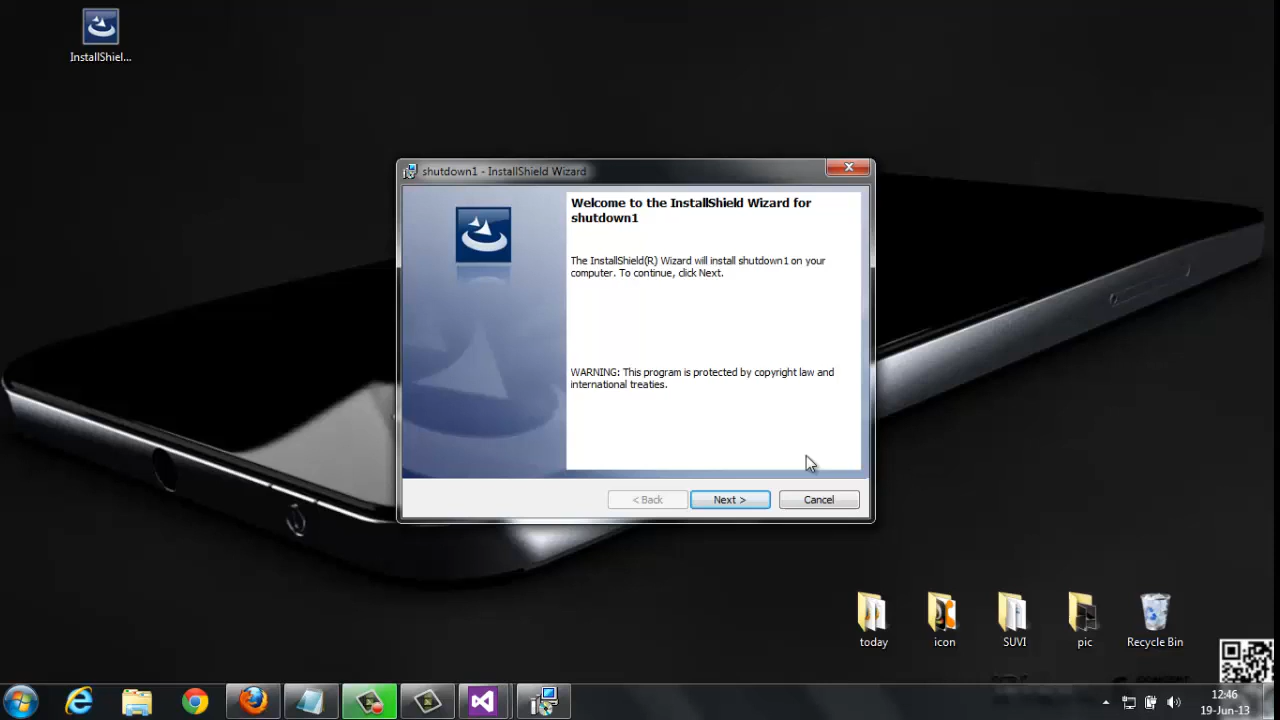 InstallShiel...
shutdown1 - InstallShield Wizard
Welcome to the InstallShield Wizard for
shutdown1
The InstallShield(R) Wizard will install shutdown1 on your
computer. To continue, click Next.
WARNING: This program is protected by copyright law and
international treaties.
< Back
Next >
Cancel
today
icon
SUVI
pic
Recycle Bin
12:46
19-Jun-13